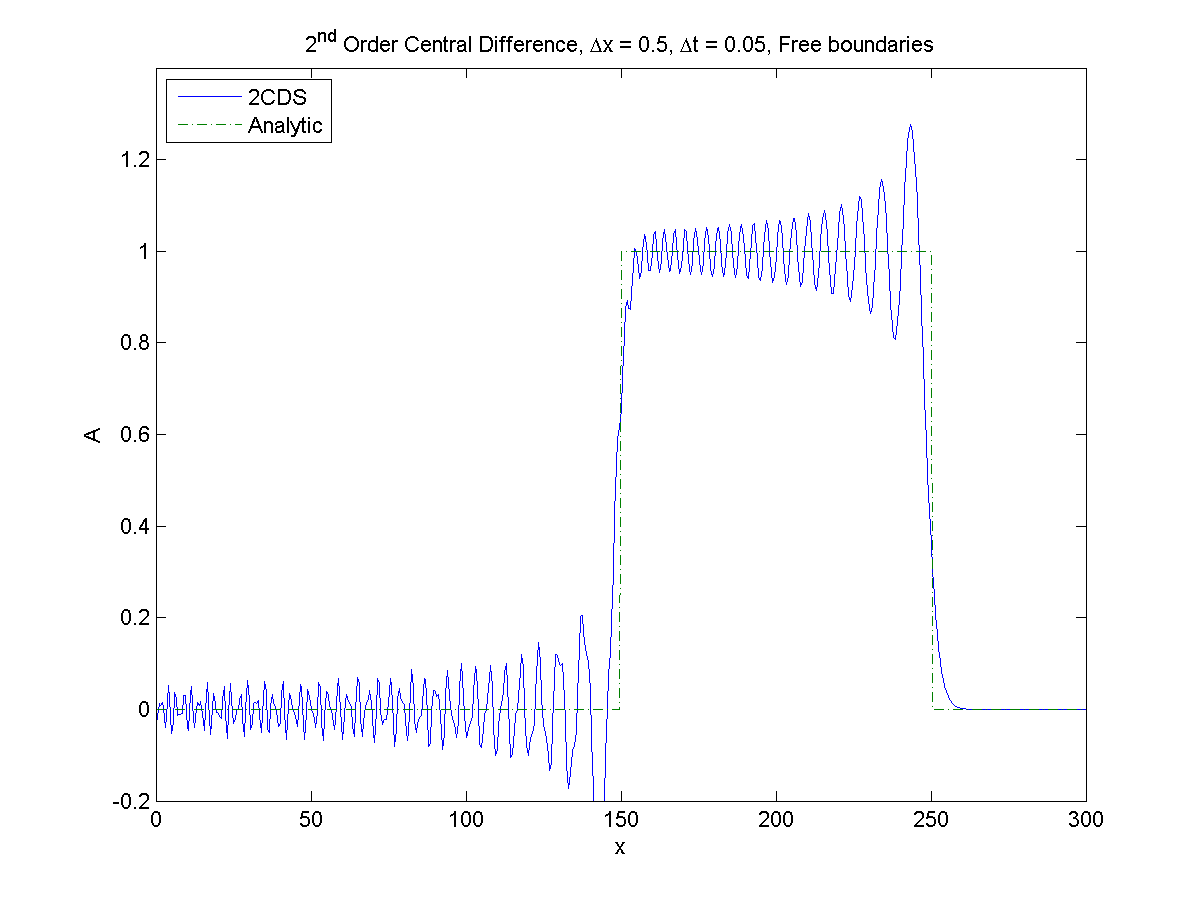 2nd Order Central Difference, Δx = 0.5, Δt = 0.05, Free boundaries
2CDS
Analytic
1.2
1
0.8
0.6
0.4
0.2
0
-0.2
A
0 50 100 150 200 250 300
x